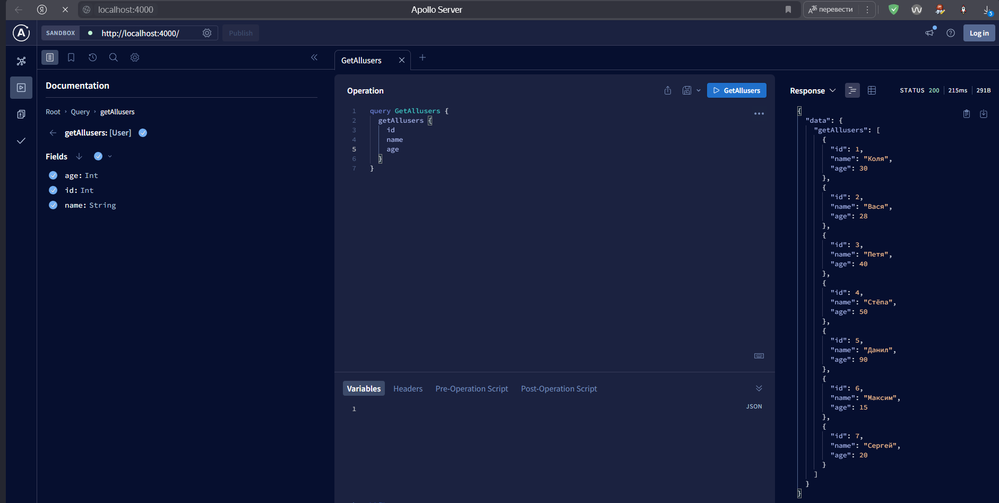 localhost:4000
Apollo Server
перевести
5
SANDBOX
http://localhost:4000/
Publish
Log in
Documentation
Root › Query › getAllusers
getAllusers: [User]
Fields
age: Int
id: Int
name: String
GetAllusers
Operation
GetAllusers
1 query GetAllusers {
2 getAllusers {
3 id
4 name
5 age
6 }
7 }
Variables
Headers
Pre-Operation Script
Post-Operation Script
1
JSON
Response
STATUS 200
215ms
291B
{
"data": {
"getAllusers": [
{
"id": 1,
"name": "Коля",
"age": 30
},
{
"id": 2,
"name": "Вася",
"age": 28
},
{
"id": 3,
"name": "Петя",
"age": 40
},
{
"id": 4,
"name": "Стёпа",
"age": 50
},
{
"id": 5,
"name": "Данил",
"age": 90
},
{
"id": 6,
"name": "Максим",
"age": 15
},
{
"id": 7,
"name": "Сергей",
"age": 20
}
]
}
}